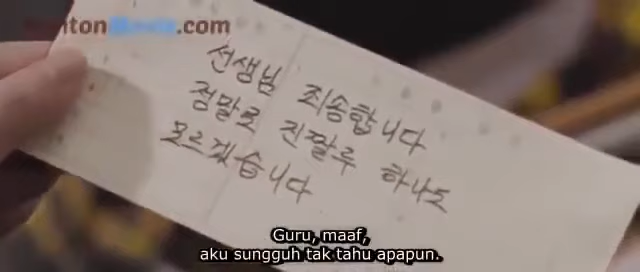 선생님 죄송합니다
정말로 진짤루 하나도
모르겠습니다
Guru, maaf,
aku sungguh tak tahu apapun.